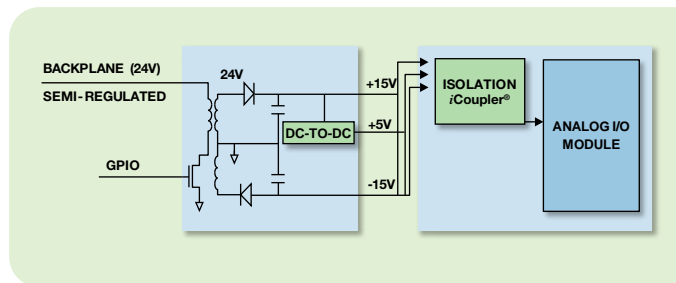 BACKPLANE (24V)
SEMI-REGULATED
24V
+15V
DC-TO-DC
+5V
GPIO
-15V
ISOLATION
iCoupler®
ANALOG I/O
MODULE